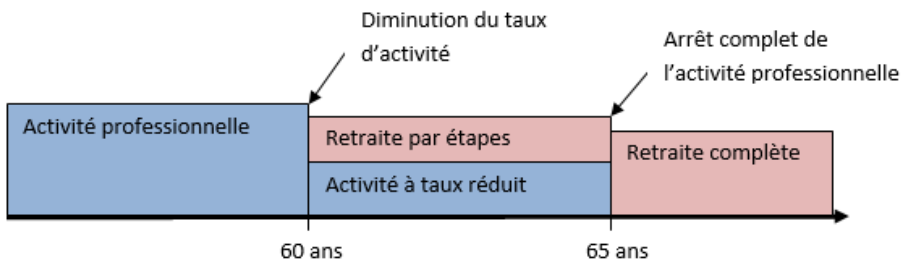 Diminution du taux
d'activité
Arrêt complet de
l'activité professionnelle
Activité professionnelle
Retraite par étapes
Retraite complète
Activité à taux réduit
60 ans
65 ans